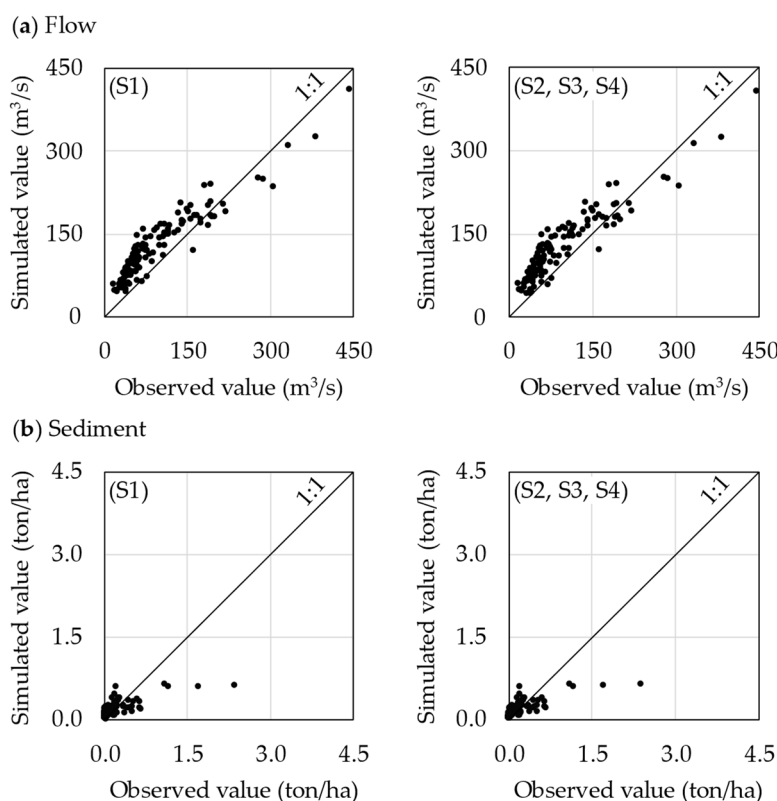 (a) Flow
450
300
150
0
Simulated value (m³/s)
(S1)
1:1
0 150 300 450
Observed value (m³/s)
450
300
150
0
Simulated value (m³/s)
(S2, S3, S4)
1:1
0 150 300 450
Observed value (m³/s)
(b) Sediment
4.5
3.0
1.5
0.0
Simulated value (ton/ha)
(S1)
1:1
0.0 1.5 3.0 4.5
Observed value (ton/ha)
4.5
3.0
1.5
0.0
Simulated value (ton/ha)
(S2, S3, S4)
1:1
0.0 1.5 3.0 4.5
Observed value (ton/ha)